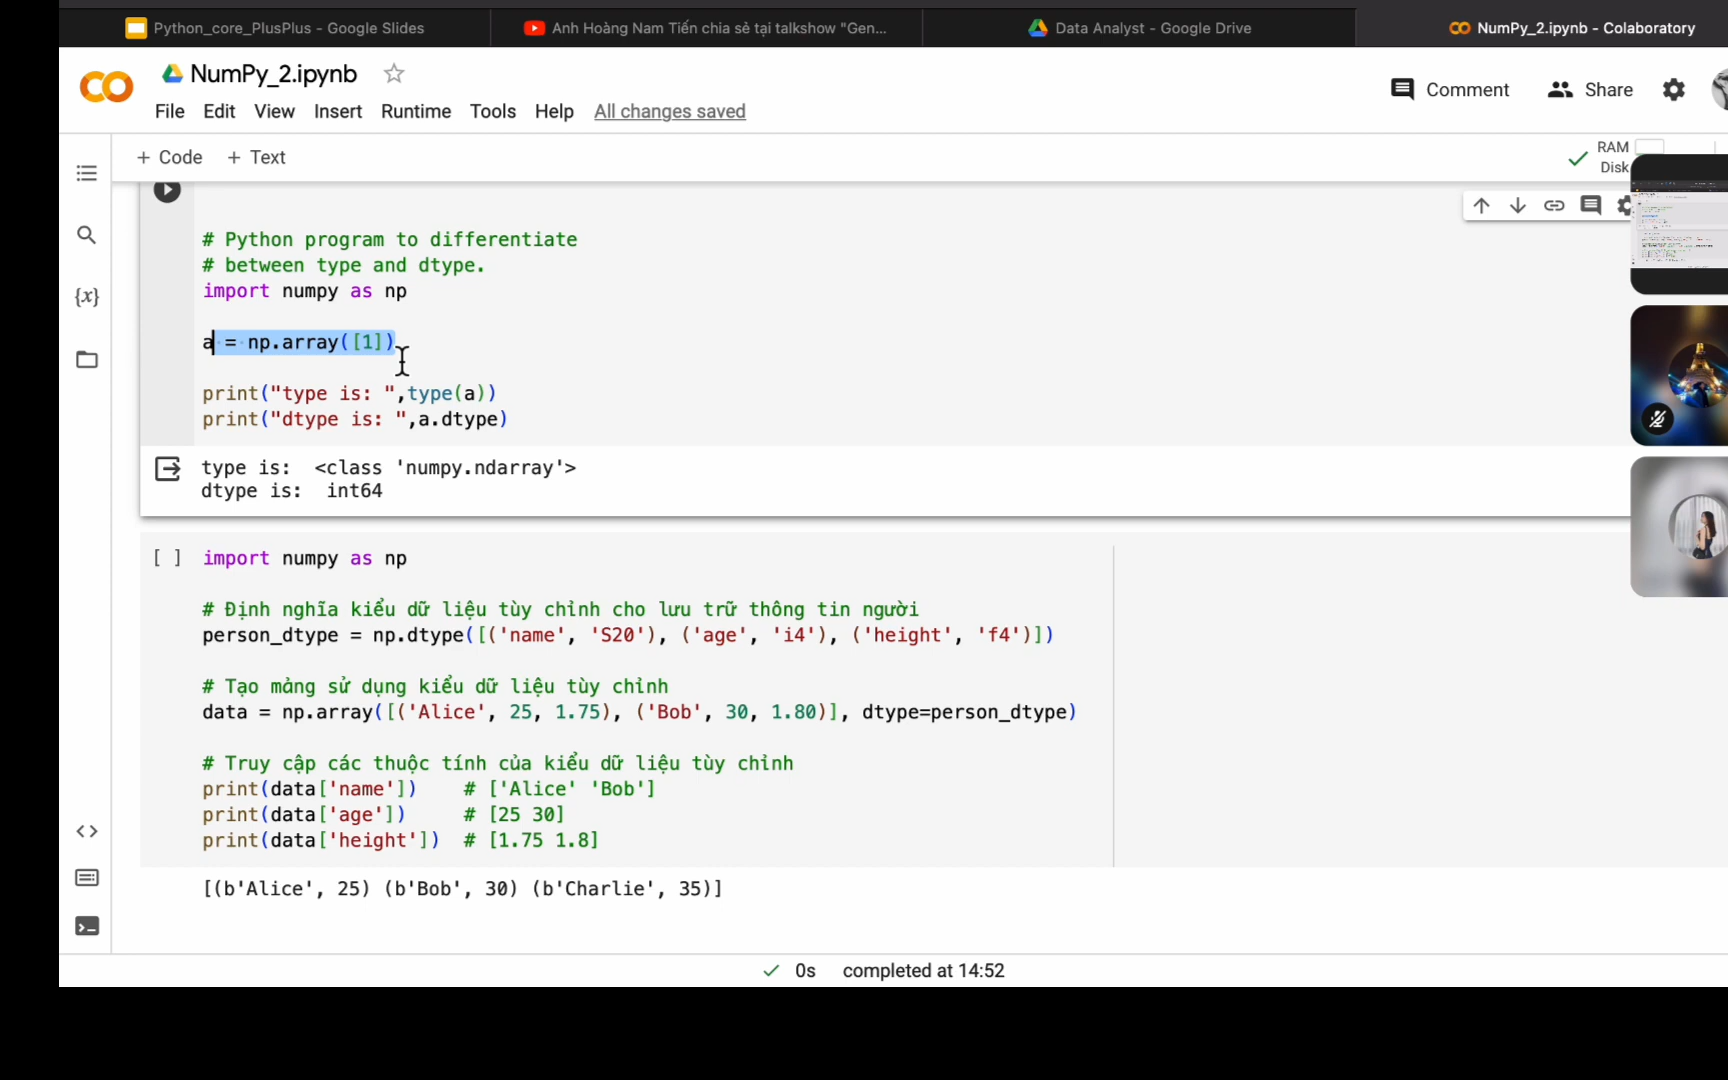 Python_core_PlusPlus - Google Slides
Anh Hoàng Nam Tiến chia sẻ tại talkshow "Gen...
Data Analyst - Google Drive
NumPy_2.ipynb - Colaboratory
NumPy_2.ipynb
Comment
Share
File Edit View Insert Runtime Tools Help All changes saved
+ Code + Text
RAM
Disk
{x}
# Python program to differentiate
# between type and dtype.
import numpy as np
a = np.array([1])
print("type is: ",type(a))
print("dtype is: ",a.dtype)
type is:  <class 'numpy.ndarray'>
dtype is:  int64
[ ] import numpy as np
# Định nghĩa kiểu dữ liệu tùy chỉnh cho lưu trữ thông tin người
person_dtype = np.dtype([('name', 'S20'), ('age', 'i4'), ('height', 'f4')])
# Tạo mảng sử dụng kiểu dữ liệu tùy chỉnh
data = np.array([('Alice', 25, 1.75), ('Bob', 30, 1.80)], dtype=person_dtype)
# Truy cập các thuộc tính của kiểu dữ liệu tùy chỉnh
print(data['name'])    # ['Alice' 'Bob']
print(data['age'])     # [25 30]
print(data['height'])  # [1.75 1.8]
[(b'Alice', 25) (b'Bob', 30) (b'Charlie', 35)]
0s completed at 14:52